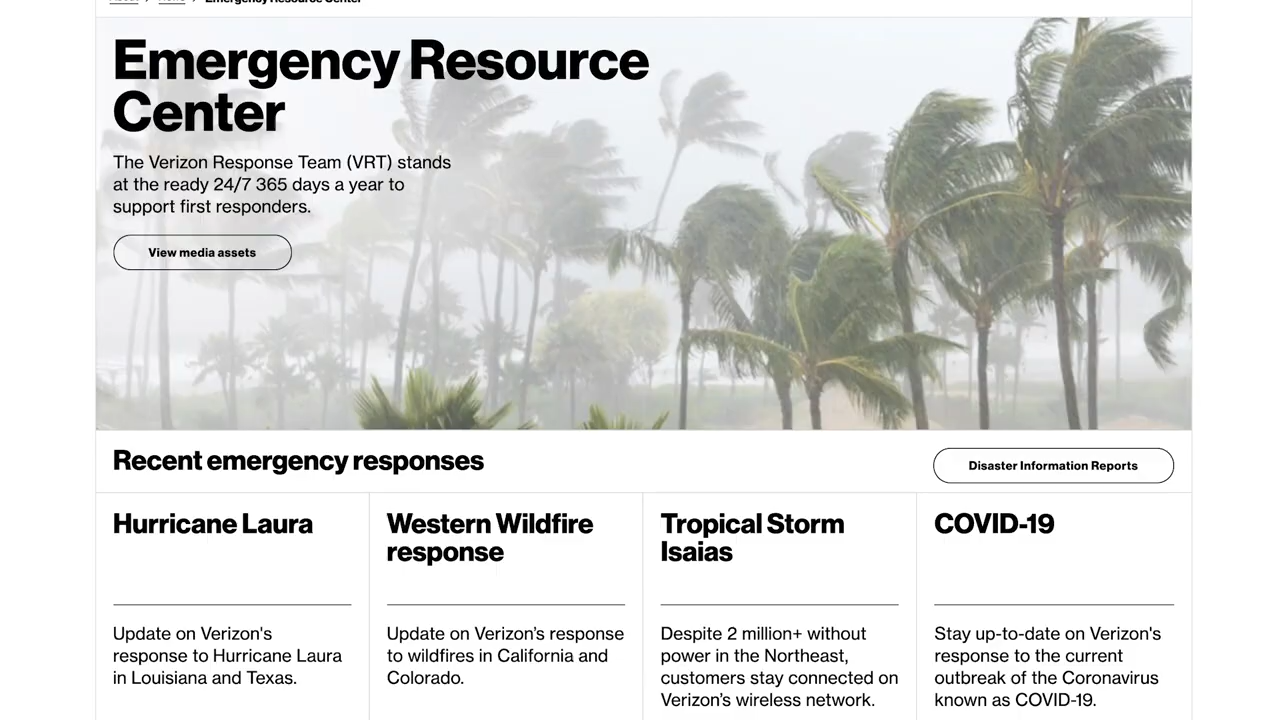 Emergency Resource Center
Emergency Resource
Center
The Verizon Response Team (VRT) stands
at the ready 24/7 365 days a year to
support first responders.
View media assets
Recent emergency responses
Disaster Information Reports
Hurricane Laura
Update on Verizon's
response to Hurricane Laura
in Louisiana and Texas.
Western Wildfire
response
Update on Verizon’s response
to wildfires in California and
Colorado.
Tropical Storm
Isaias
Despite 2 million+ without
power in the Northeast,
customers stay connected on
Verizon’s wireless network.
COVID-19
Stay up-to-date on Verizon's
response to the current
outbreak of the Coronavirus
known as COVID-19.